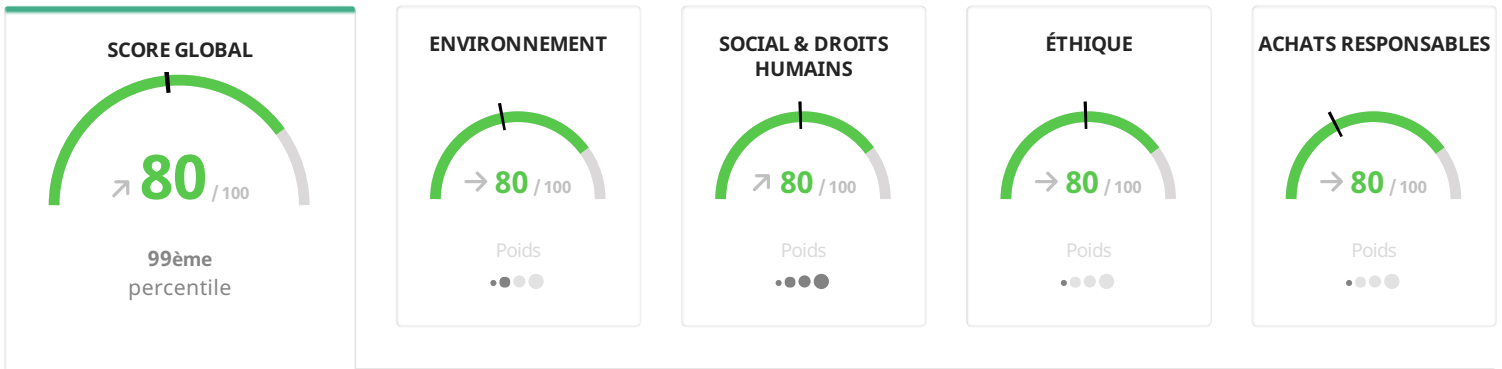 SCORE GLOBAL
80 / 100
99ème
percentile
ENVIRONNEMENT
80 / 100
Poids
SOCIAL & DROITS
HUMAINS
80 / 100
Poids
ÉTHIQUE
80 / 100
Poids
ACHATS RESPONSABLES
80 / 100
Poids